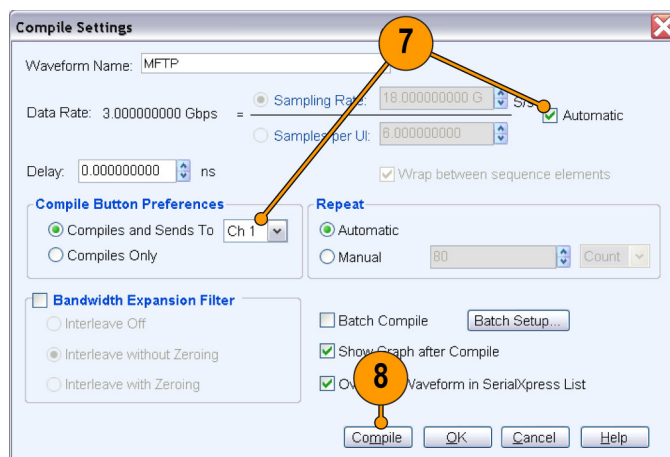 Compile Settings
7
Waveform Name: MFTP
Data Rate: 3.000000000 Gbps = Sampling Rate: 18.000000000 G S/s Automatic
Samples per UI: 6.000000000
Delay: 0.000000000 ns Wrap between sequence elements
Compile Button Preferences Repeat
Compiles and Sends To Ch 1 Automatic
Compiles Only Manual 80 Count
Bandwidth Expansion Filter
Interleave Off Batch Compile Batch Setup...
Interleave without Zeroing Show Graph after Compile
Interleave with Zeroing 8 Waveform in SerialXpress List
Compile OK Cancel Help